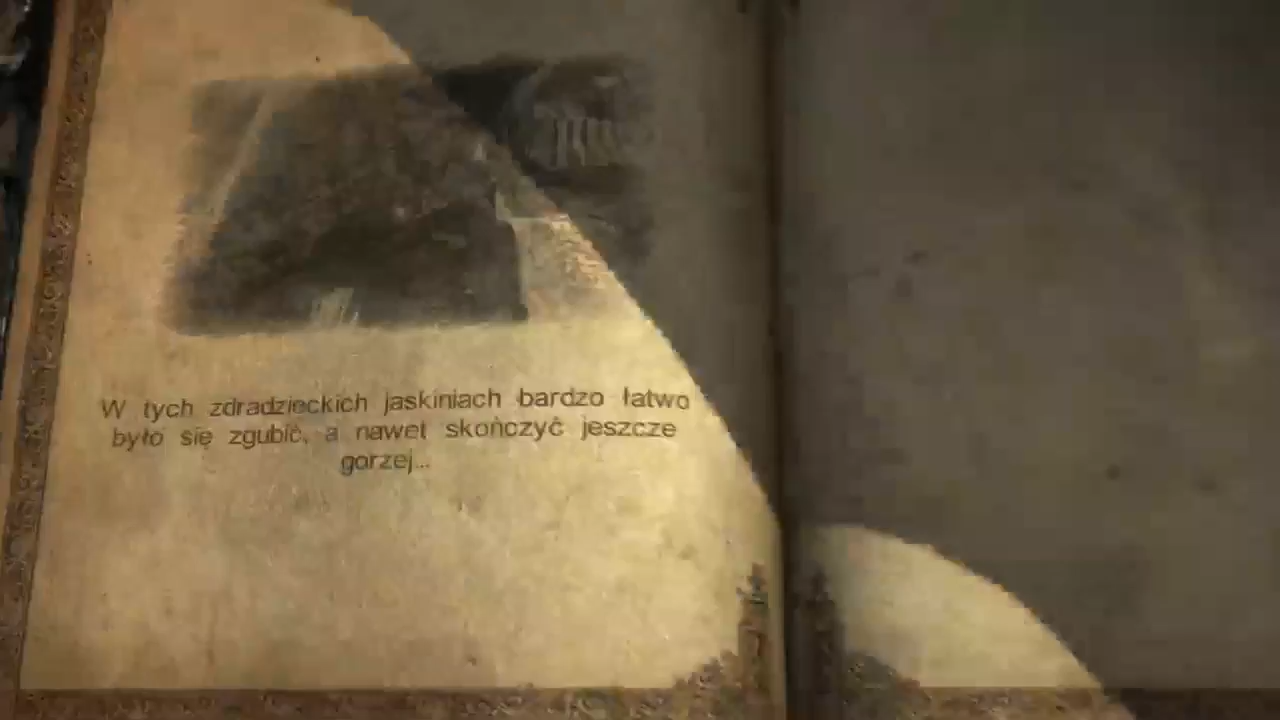 W tych zdradzieckich jaskiniach bardzo łatwo
było się zgubić, a nawet skończyć jeszcze
gorzej...